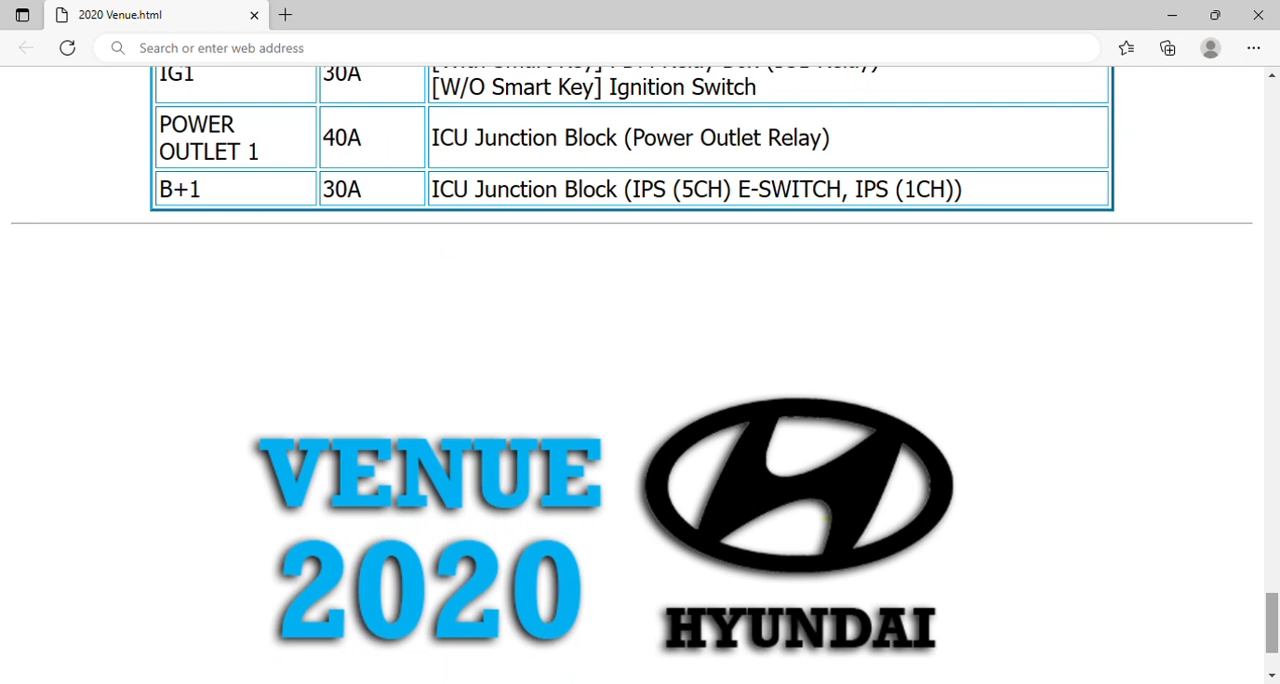 2020 Venue.html
Search or enter web address
IG1
30A
[W/O Smart Key] Ignition Switch
POWER
OUTLET 1
40A
ICU Junction Block (Power Outlet Relay)
B+1
30A
ICU Junction Block (IPS (5CH) E-SWITCH, IPS (1CH))
VENUE
2020
HYUNDAI